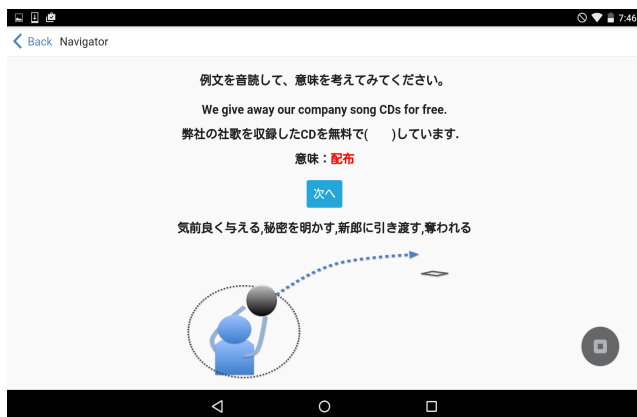 7:46
Back Navigator
例文を音読して、意味を考えてみてください。
We give away our company song CDs for free.
弊社の社歌を収録したCDを無料で(　　)しています.
意味：配布
次へ
気前良く与える,秘密を明かす,新郎に引き渡す,奪われる